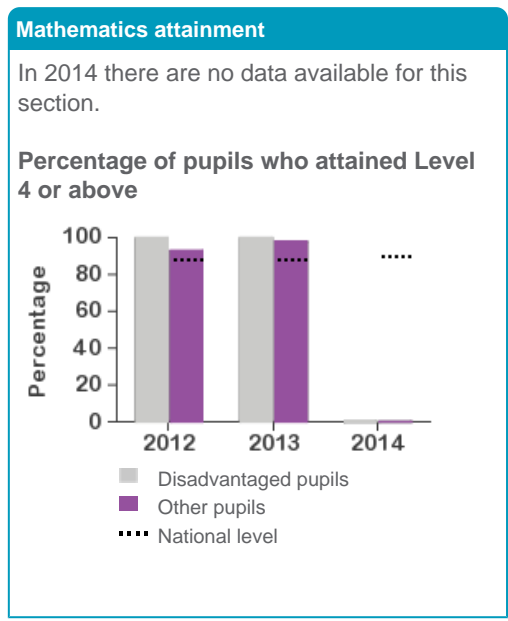 Mathematics attainment
In 2014 there are no data available for this
section.
Percentage of pupils who attained Level
4 or above
Percentage
100
80
60
40
20
0
2012 2013 2014
Disadvantaged pupils
Other pupils
National level